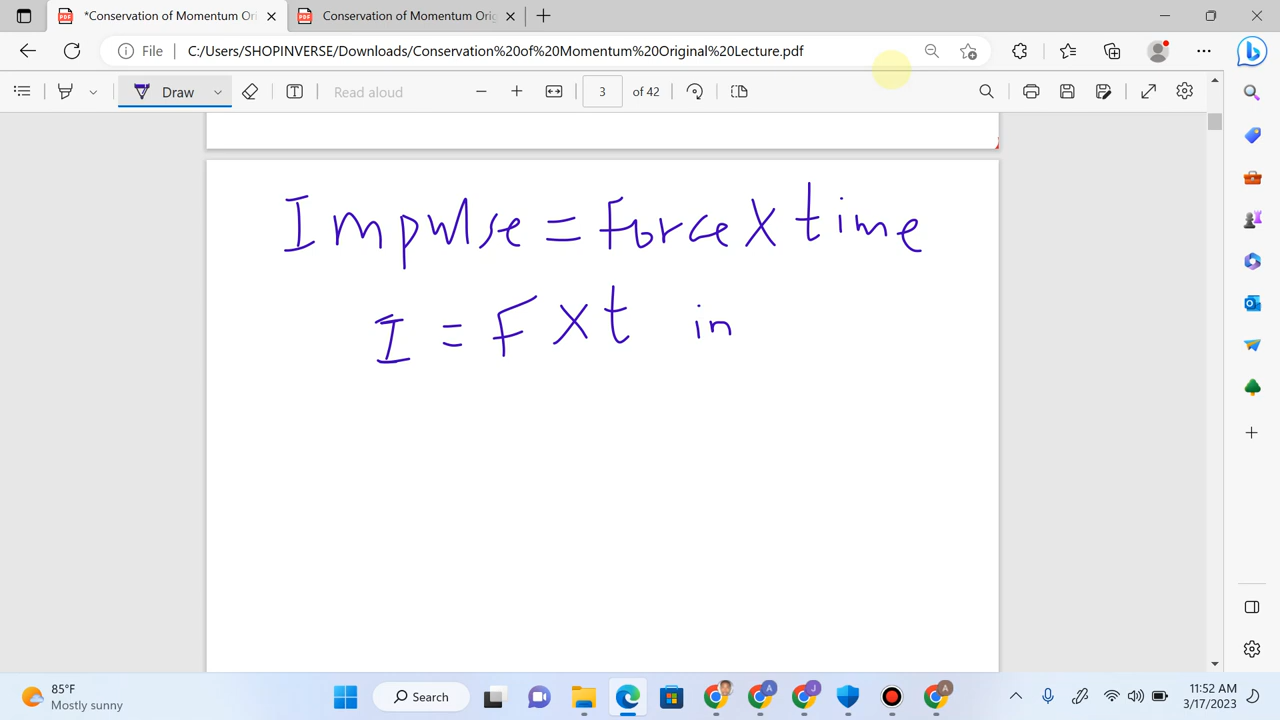 *Conservation of Momentum Ori
Conservation of Momentum Orig
File
C:/Users/SHOPINVERSE/Downloads/Conservation%20of%20Momentum%20Original%20Lecture.pdf
Draw
Read aloud
3
of 42
Impulse = Force X time
I = F X t in
85°F
Mostly sunny
Search
11:52 AM
3/17/2023